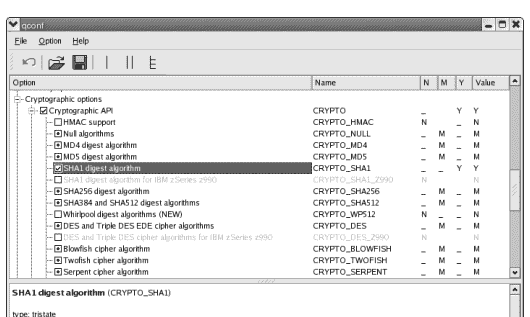 qconf
File Option Help
Option Name N M Y Value
Cryptographic options
Cryptographic API CRYPTO _ Y Y
HMAC support CRYPTO_HMAC N _ N
Null algorithms CRYPTO_NULL _ M _ M
MD4 digest algorithm CRYPTO_MD4 _ M _ M
MD5 digest algorithm CRYPTO_MD5 _ M _ M
SHA1 digest algorithm CRYPTO_SHA1 _ _ Y Y
SHA1 digest algorithm for IBM zSeries z990 CRYPTO_SHA1_Z990 N N
SHA256 digest algorithm CRYPTO_SHA256 _ M _ M
SHA384 and SHA512 digest algorithms CRYPTO_SHA512 _ M _ M
Whirlpool digest algorithms (NEW) CRYPTO_WP512 N _ _ N
DES and Triple DES EDE cipher algorithms CRYPTO_DES _ M _ M
DES and Triple DES cipher algorithms for IBM zSeries z990 CRYPTO_DES_Z990 N N
Blowfish cipher algorithm CRYPTO_BLOWFISH _ M _ M
Twofish cipher algorithm CRYPTO_TWOFISH _ M _ M
Serpent cipher algorithm CRYPTO_SERPENT _ M _ M
SHA1 digest algorithm (CRYPTO_SHA1)
type: tristate